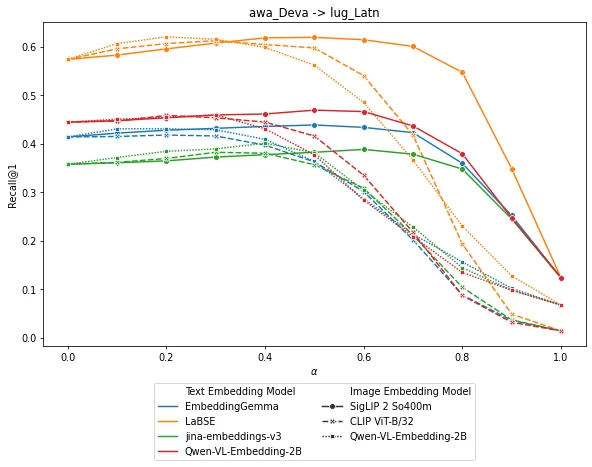 awa_Deva -> lug_Latn
Recall@1
0.6
0.5
0.4
0.3
0.2
0.1
0.0
0.0 0.2 0.4 0.6 0.8 1.0
α
Text Embedding Model Image Embedding Model
EmbeddingGemma SigLIP 2 So400m
LaBSE CLIP ViT-B/32
jina-embeddings-v3 Qwen-VL-Embedding-2B
Qwen-VL-Embedding-2B